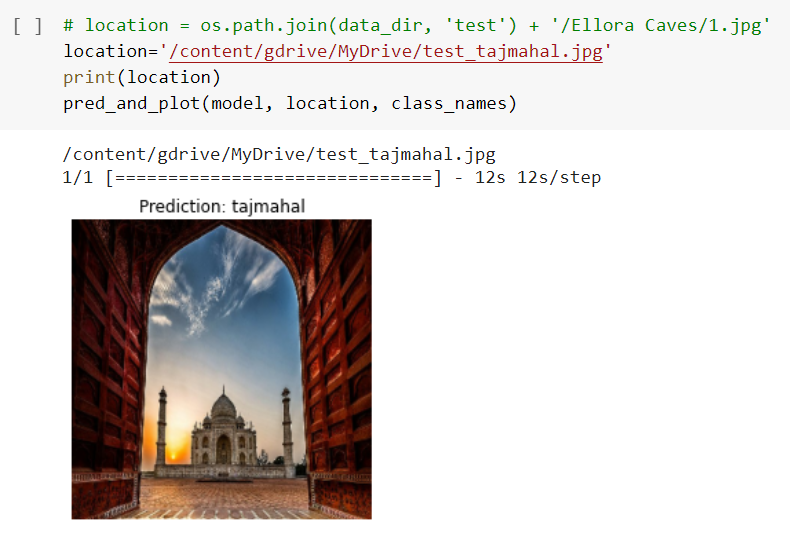 [ ] # location = os.path.join(data_dir, 'test') + '/Ellora Caves/1.jpg'
location='/content/gdrive/MyDrive/test_tajmahal.jpg'
print(location)
pred_and_plot(model, location, class_names)
/content/gdrive/MyDrive/test_tajmahal.jpg
1/1 [==============================] - 12s 12s/step
Prediction: tajmahal